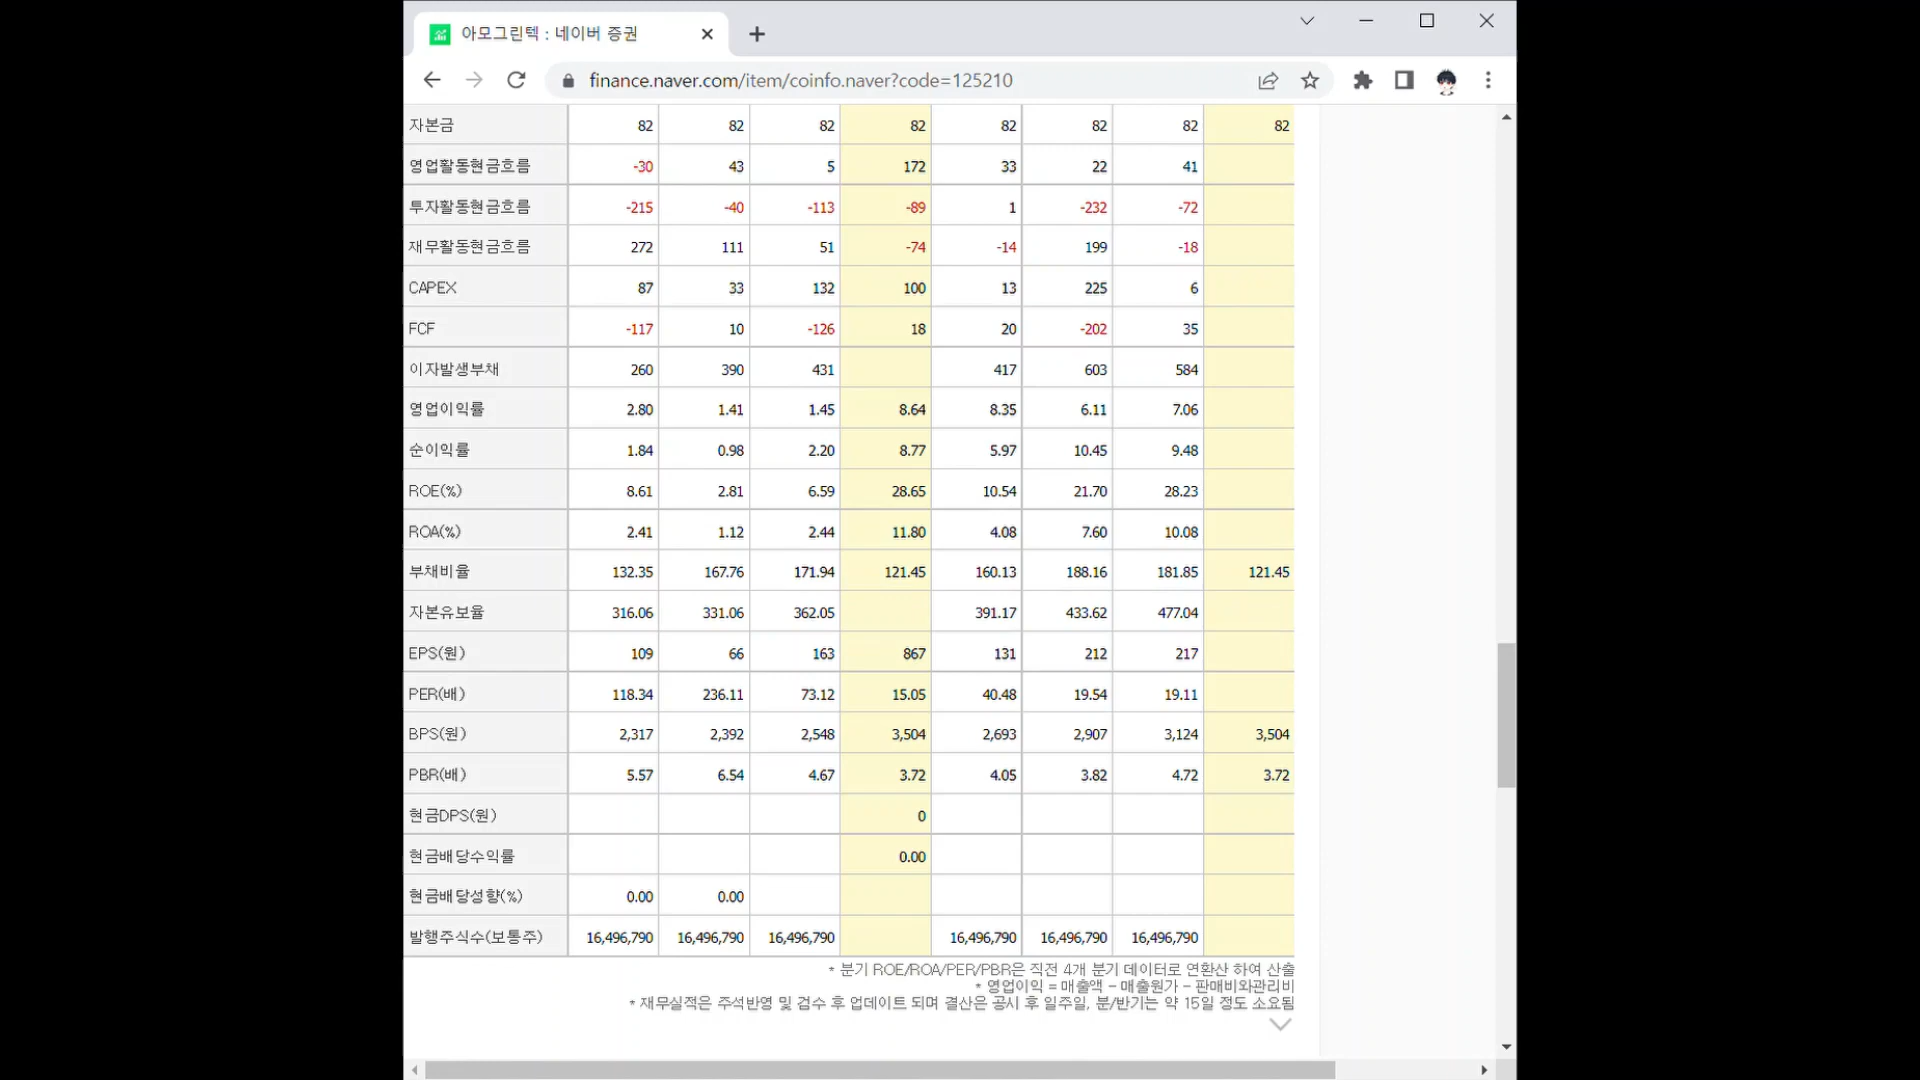 아모그린텍 : 네이버 증권
finance.naver.com/item/coinfo.naver?code=125210
자본금 82 82 82 82 82 82 82 82
영업활동현금흐름 -30 43 5 172 33 22 41
투자활동현금흐름 -215 -40 -113 -89 1 -232 -72
재무활동현금흐름 272 111 51 -74 -14 199 -18
CAPEX 87 33 132 100 13 225 6
FCF -117 10 -126 18 20 -202 35
이자발생부채 260 390 431 417 603 584
영업이익률 2.80 1.41 1.45 8.64 8.35 6.11 7.06
순이익률 1.84 0.98 2.20 8.77 5.97 10.45 9.48
ROE(%) 8.61 2.81 6.59 28.65 10.54 21.70 28.23
ROA(%) 2.41 1.12 2.44 11.80 4.08 7.60 10.08
부채비율 132.35 167.76 171.94 121.45 160.13 188.16 181.85 121.45
자본유보율 316.06 331.06 362.05 391.17 433.62 477.04
EPS(원) 109 66 163 867 131 212 217
PER(배) 118.34 236.11 73.12 15.05 40.48 19.54 19.11
BPS(원) 2,317 2,392 2,548 3,504 2,693 2,907 3,124 3,504
PBR(배) 5.57 6.54 4.67 3.72 4.05 3.82 4.72 3.72
현금DPS(원) 0
현금배당수익률 0.00
현금배당성향(%) 0.00 0.00
발행주식수(보통주) 16,496,790 16,496,790 16,496,790 16,496,790 16,496,790 16,496,790
* 분기 ROE/ROA/PER/PBR은 직전 4개 분기 데이터로 연환산 하여 산출
* 영업이익 = 매출액 - 매출원가 - 판매비와관리비
* 재무실적은 주석반영 및 검수 후 업데이트 되며 결산은 공시 후 일주일, 분/반기는 약 15일 정도 소요됨